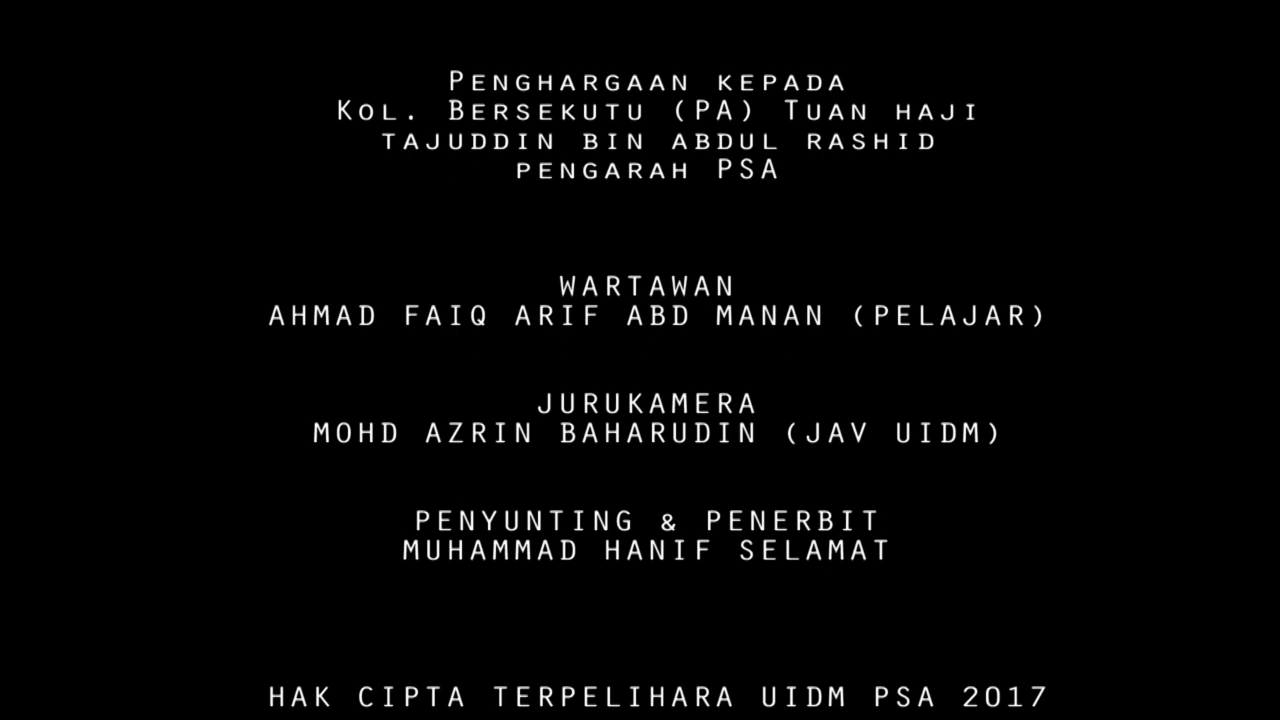 Penghargaan kepada
Kol. Bersekutu (PA) Tuan haji
tajuddin bin abdul rashid
pengarah PSA
WARTAWAN
AHMAD FAIQ ARIF ABD MANAN (PELAJAR)
JURUKAMERA
MOHD AZRIN BAHARUDIN (JAV UIDM)
PENYUNTING & PENERBIT
MUHAMMAD HANIF SELAMAT
HAK CIPTA TERPELIHARA UIDM PSA 2017